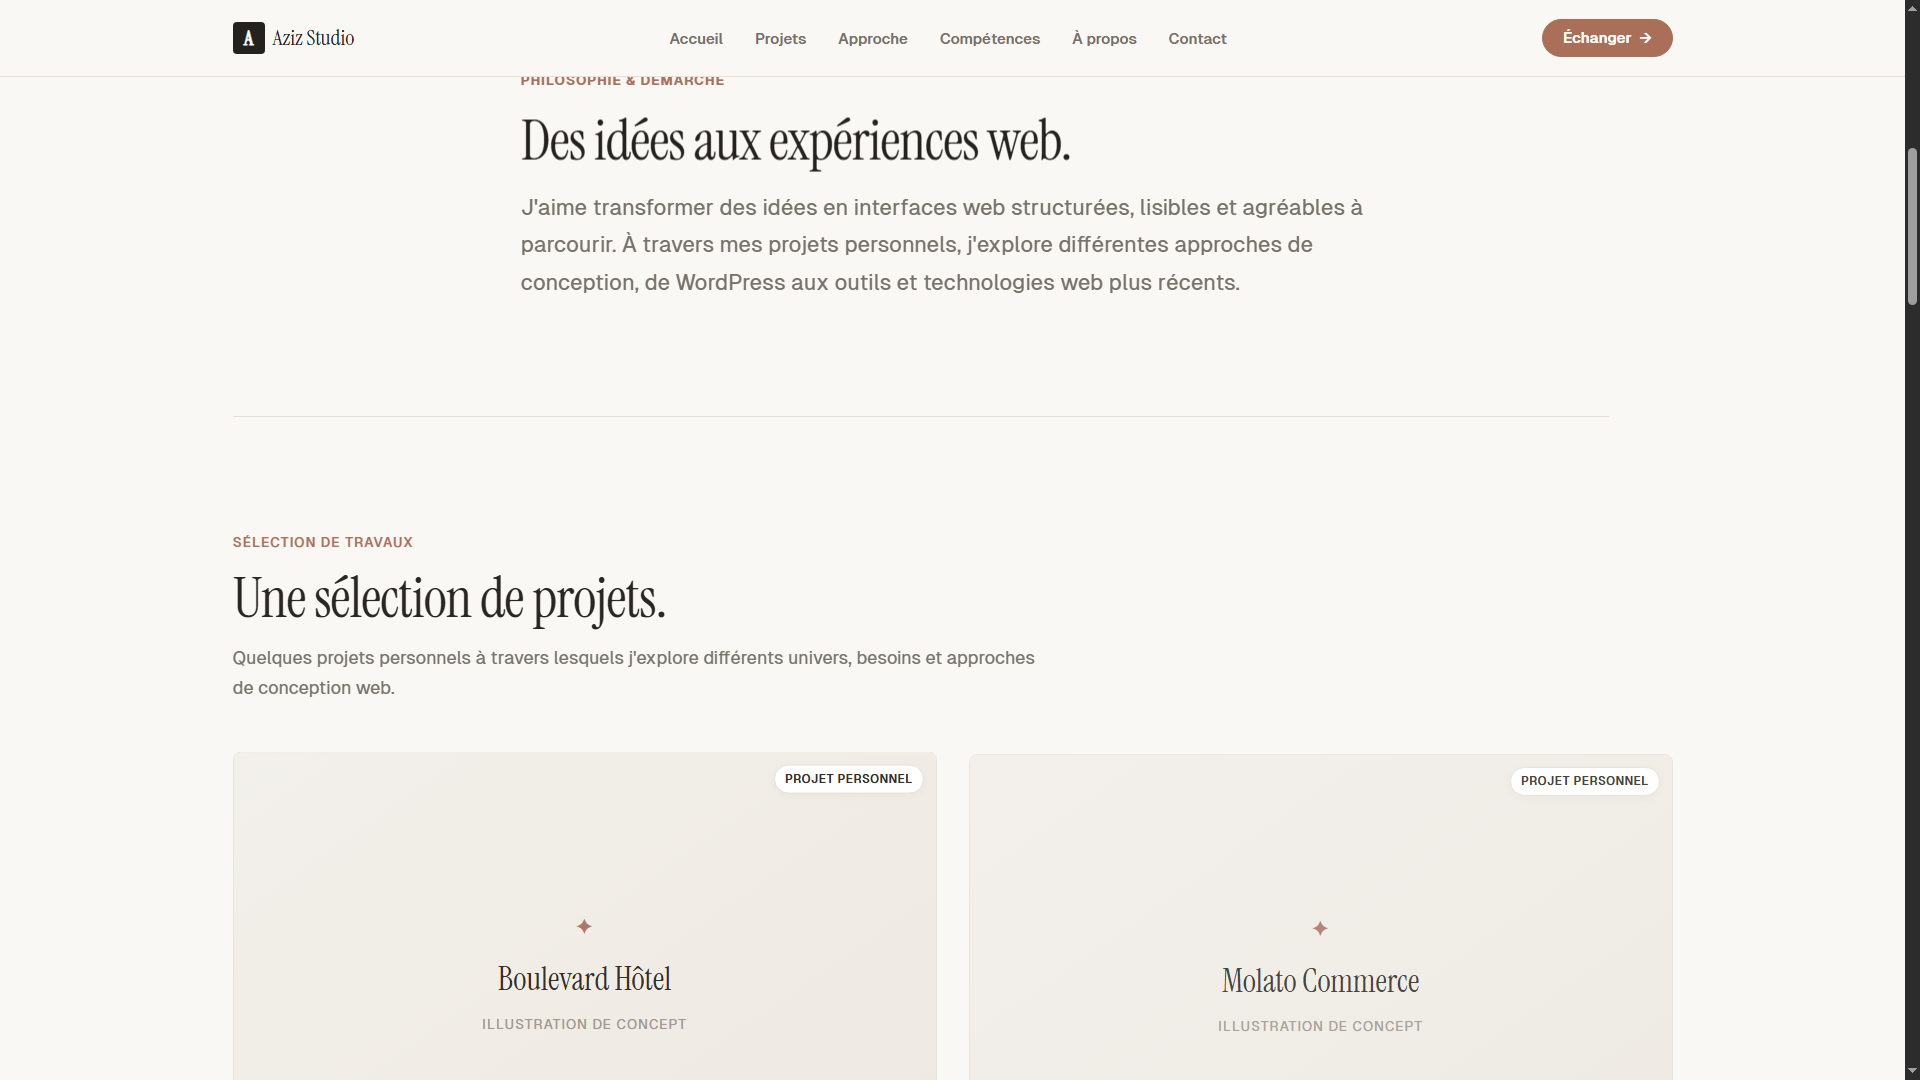 A Aziz Studio
Accueil Projets Approche Compétences À propos Contact
Échanger →
PHILOSOPHIE & DÉMARCHE
Des idées aux expériences web.
J'aime transformer des idées en interfaces web structurées, lisibles et agréables à
parcourir. À travers mes projets personnels, j'explore différentes approches de
conception, de WordPress aux outils et technologies web plus récents.
SÉLECTION DE TRAVAUX
Une sélection de projets.
Quelques projets personnels à travers lesquels j'explore différents univers, besoins et approches
de conception web.
PROJET PERSONNEL
Boulevard Hôtel
ILLUSTRATION DE CONCEPT
PROJET PERSONNEL
Molato Commerce
ILLUSTRATION DE CONCEPT